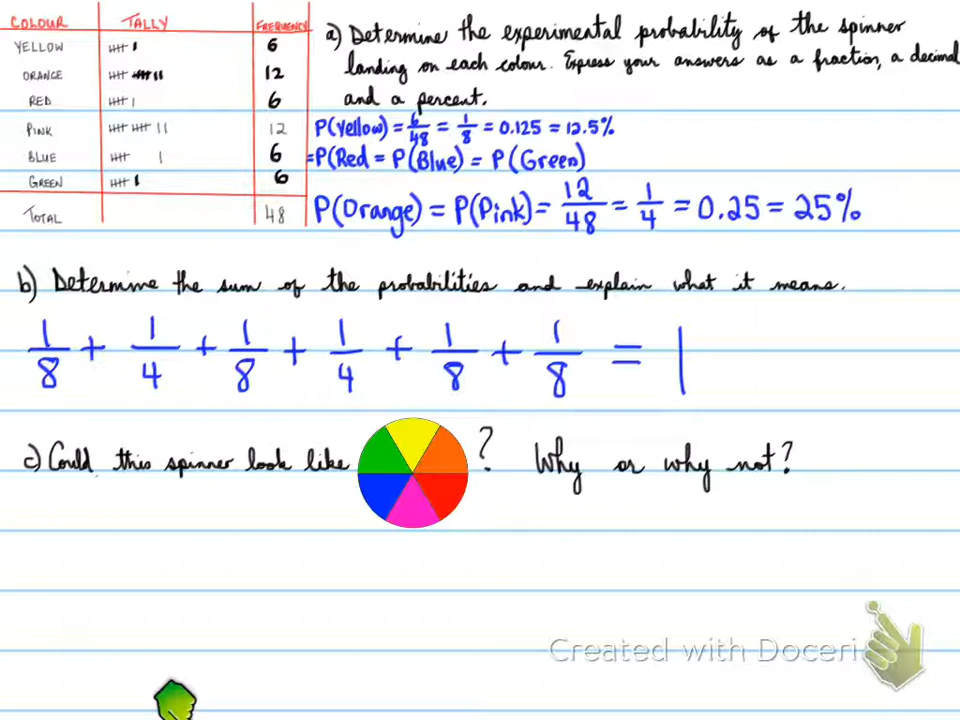 COLOUR TALLY FREQUENCY
YELLOW 6
ORANGE 12
RED 6
PINK 12
BLUE 6
GREEN 6
TOTAL 48
a) Determine the experimental probability of the spinner
landing on each colour. Express your answers as a fraction, a decimal
and a percent.
P(Yellow) = 6/48 = 1/8 = 0.125 = 12.5%
=P(Red = P(Blue) = P(Green)
P(Orange) = P(Pink) = 12/48 = 1/4 = 0.25 = 25%
b) Determine the sum of the probabilities and explain what it means.
1/8 + 1/4 + 1/8 + 1/4 + 1/8 + 1/8 = 1
c) Could this spinner look like ? Why or why not?
Created with Doceri